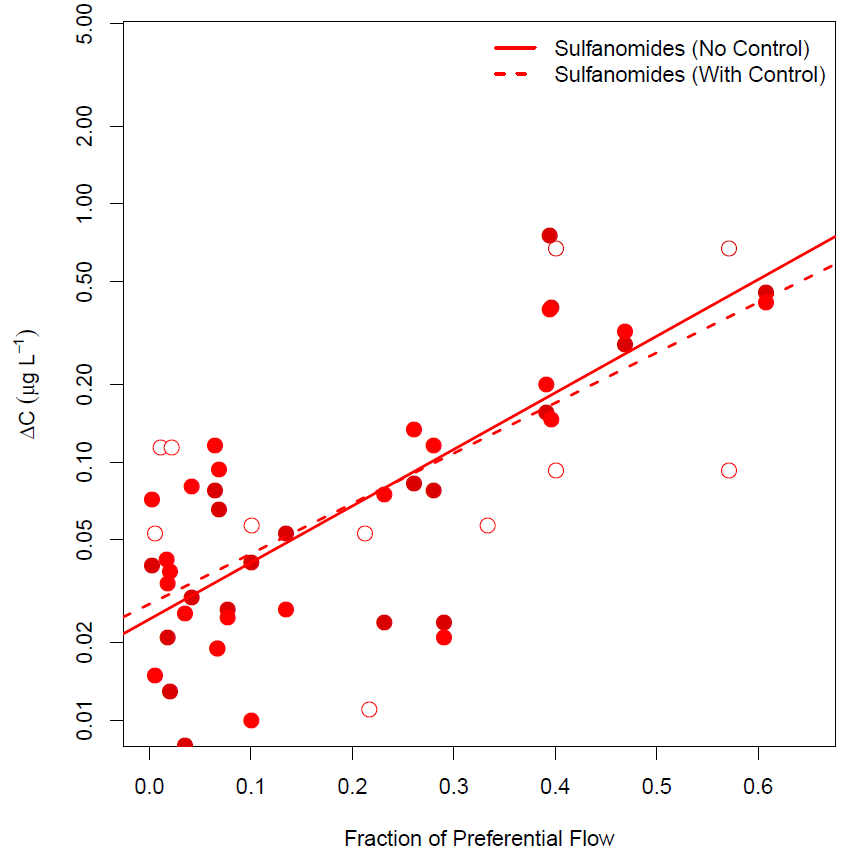 Sulfanomides (No Control)
Sulfanomides (With Control)
5.00
2.00
1.00
0.50
0.20
0.10
0.05
0.02
0.01
ΔC (μg L⁻¹)
0.0 0.1 0.2 0.3 0.4 0.5 0.6
Fraction of Preferential Flow